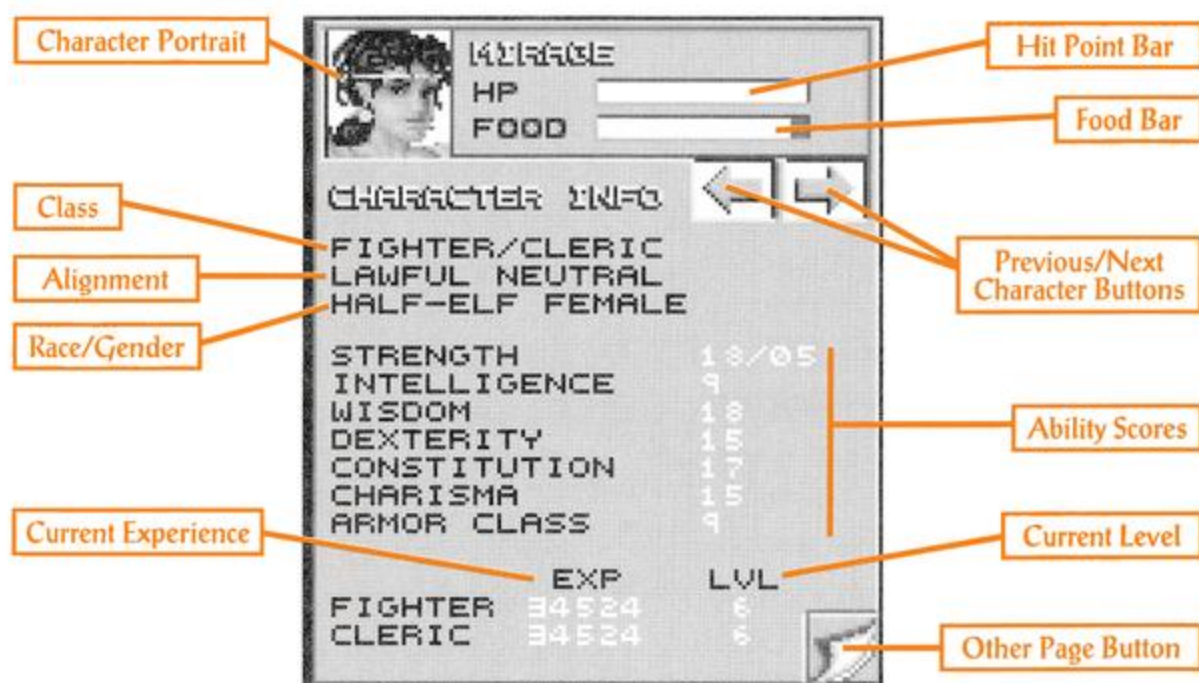 Character Portrait
MIRAGE
HP
FOOD
Hit Point Bar
Food Bar
CHARACTER INFO
Class
Alignment
Race/Gender
FIGHTER/CLERIC
LAWFUL NEUTRAL
HALF-ELF FEMALE
Previous/Next
Character Buttons
STRENGTH 18/05
INTELLIGENCE 9
WISDOM 18
DEXTERITY 15
CONSTITUTION 17
CHARISMA 15
ARMOR CLASS 9
Ability Scores
Current Experience
Current Level
EXP LVL
FIGHTER 34524 6
CLERIC 34524 6
Other Page Button